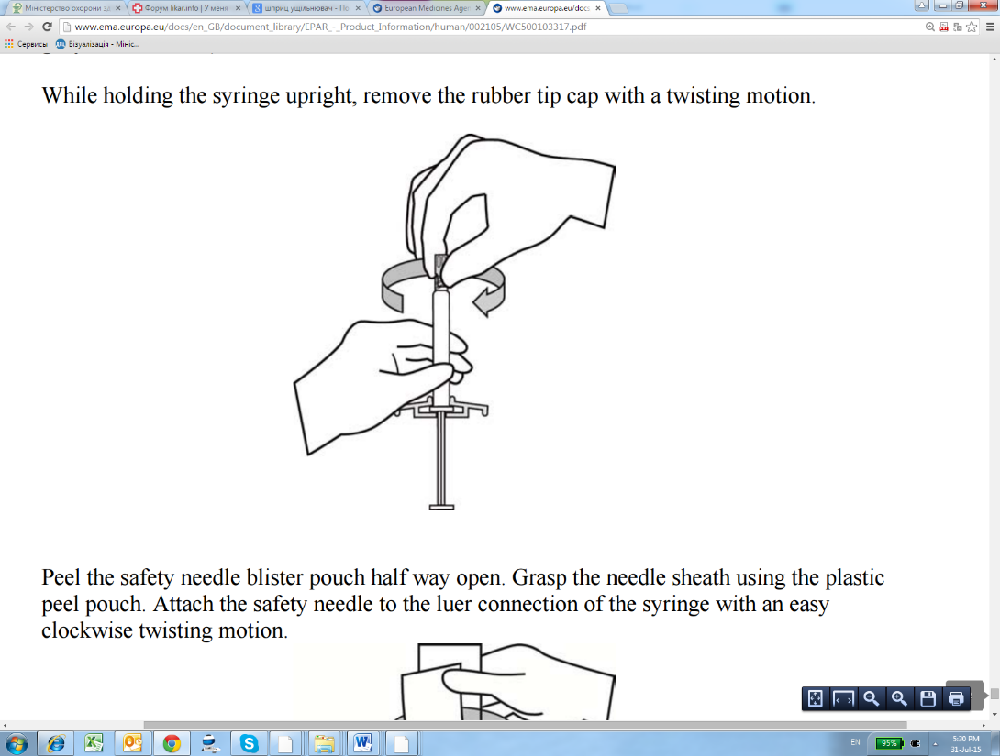 Міністерство охорони зд
Форум likar.info | У мене
шприц ущільнювач - По
European Medicines Agen
www.ema.europa.eu/docs
www.ema.europa.eu/docs/en_GB/document_library/EPAR_-_Product_Information/human/002105/WC500103317.pdf
Сервисы
Візуалізація - Мініс...
While holding the syringe upright, remove the rubber tip cap with a twisting motion.
Peel the safety needle blister pouch half way open. Grasp the needle sheath using the plastic
peel pouch. Attach the safety needle to the luer connection of the syringe with an easy
clockwise twisting motion.
EN
95%
5:30 PM
31-Jul-15